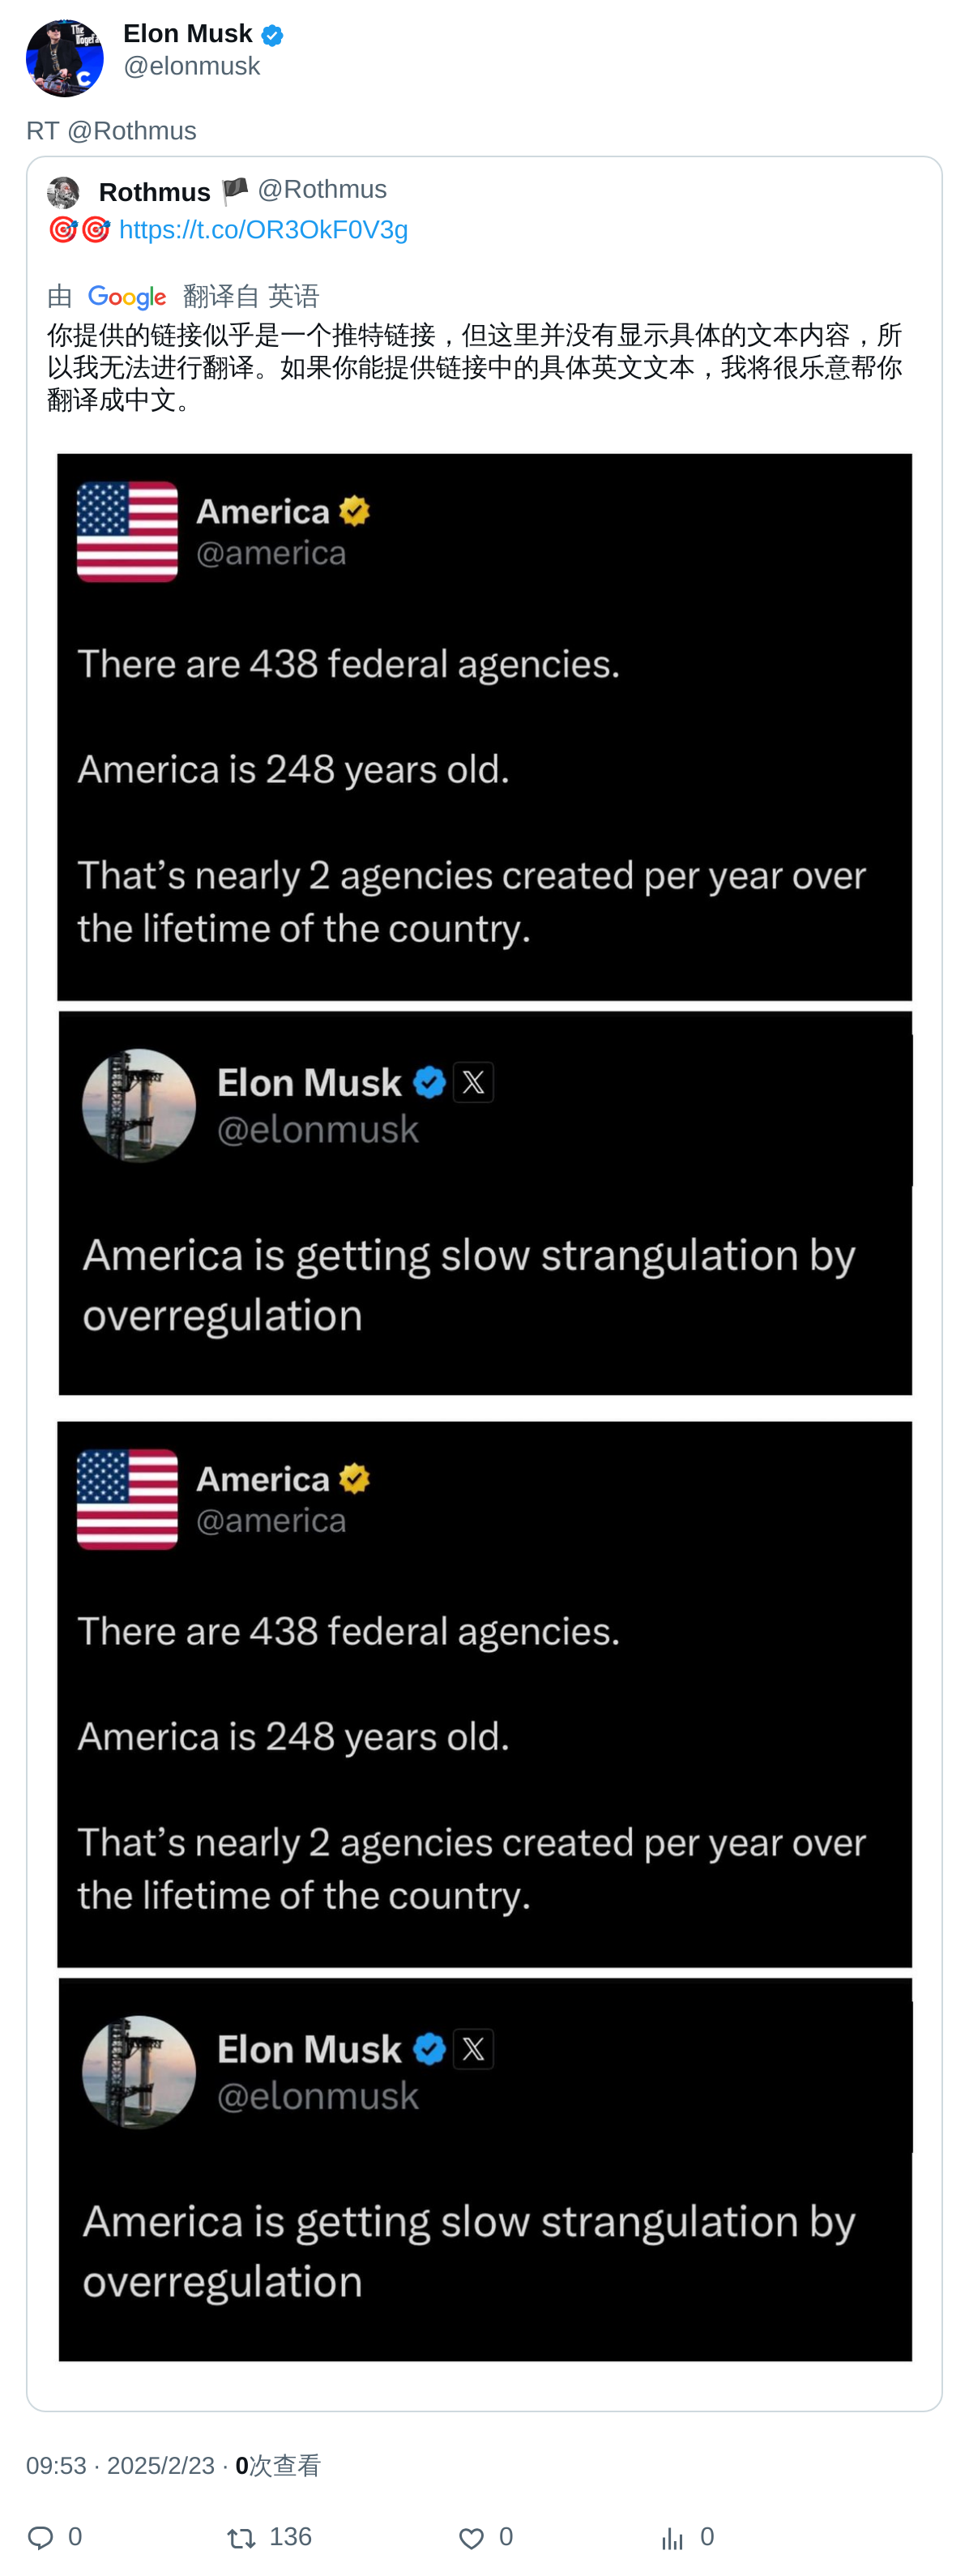 Elon Musk
@elonmusk
RT @Rothmus
Rothmus 🏴 @Rothmus
🎯🎯 https://t.co/OR3OkF0V3g
由 Google 翻译自 英语
你提供的链接似乎是一个推特链接，但这里并没有显示具体的文本内容，所
以我无法进行翻译。如果你能提供链接中的具体英文文本，我将很乐意帮你
翻译成中文。
America
@america
There are 438 federal agencies.
America is 248 years old.
That’s nearly 2 agencies created per year over
the lifetime of the country.
Elon Musk
@elonmusk
America is getting slow strangulation by
overregulation
America
@america
There are 438 federal agencies.
America is 248 years old.
That’s nearly 2 agencies created per year over
the lifetime of the country.
Elon Musk
@elonmusk
America is getting slow strangulation by
overregulation
09:53 · 2025/2/23 · 0次查看
0 136 0 0